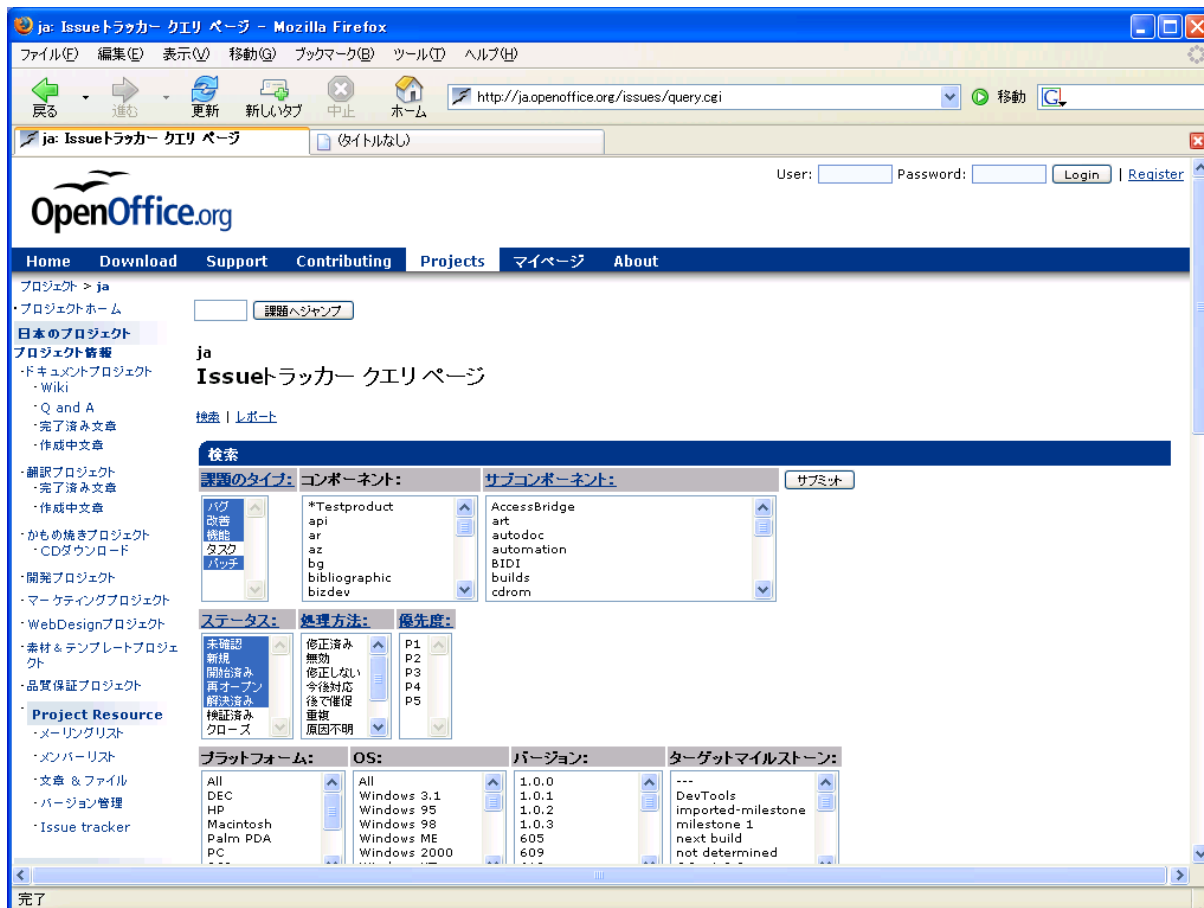 ja: Issueトラッカー クエリ ページ - Mozilla Firefox
ファイル(F) 編集(E) 表示(V) 移動(G) ブックマーク(B) ツール(T) ヘルプ(H)
戻る 進む 更新 新しいタブ 中止 ホーム http://ja.openoffice.org/issues/query.cgi 移動
ja: Issueトラッカー クエリ ページ (タイトルなし)
User: Password: Login | Register
OpenOffice.org
Home Download Support Contributing Projects マイページ About
プロジェクト > ja
・プロジェクトホーム
課題へジャンプ
日本のプロジェクト
プロジェクト情報
・ドキュメントプロジェクト
・Wiki
・Q and A
・完了済み文章
・作成中文章
・翻訳プロジェクト
・完了済み文章
・作成中文章
・かもめ焼きプロジェクト
・CDダウンロード
・開発プロジェクト
・マーケティングプロジェクト
・WebDesignプロジェクト
・素材&テンプレートプロジェ
クト
・品質保証プロジェクト
・
Project Resource
・メーリングリスト
・メンバーリスト
・文章 & ファイル
・バージョン管理
・Issue tracker
ja
Issueトラッカー クエリ ページ
検索 | レポート
検索
課題のタイプ: コンポーネント: サブコンポーネント: サブミット
バグ
改善
機能
タスク
パッチ
*Testproduct
api
ar
az
bg
bibliographic
bizdev
AccessBridge
art
autodoc
automation
BIDI
builds
cdrom
ステータス: 処理方法: 優先度:
未確認
新規
開始済み
再オープン
解決済み
検証済み
クローズ
修正済み
無効
修正しない
今後対応
後で催促
重複
原因不明
P1
P2
P3
P4
P5
プラットフォーム: OS: バージョン: ターゲットマイルストーン:
All
DEC
HP
Macintosh
Palm PDA
PC
All
Windows 3.1
Windows 95
Windows 98
Windows ME
Windows 2000
1.0.0
1.0.1
1.0.2
1.0.3
605
609
---
DevTools
imported-milestone
milestone 1
next build
not determined
完了